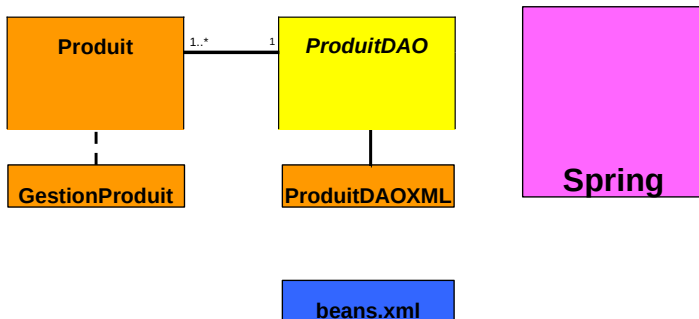 Produit
1..*
1
ProduitDAO
GestionProduit
ProduitDAOXML
Spring
beans.xml